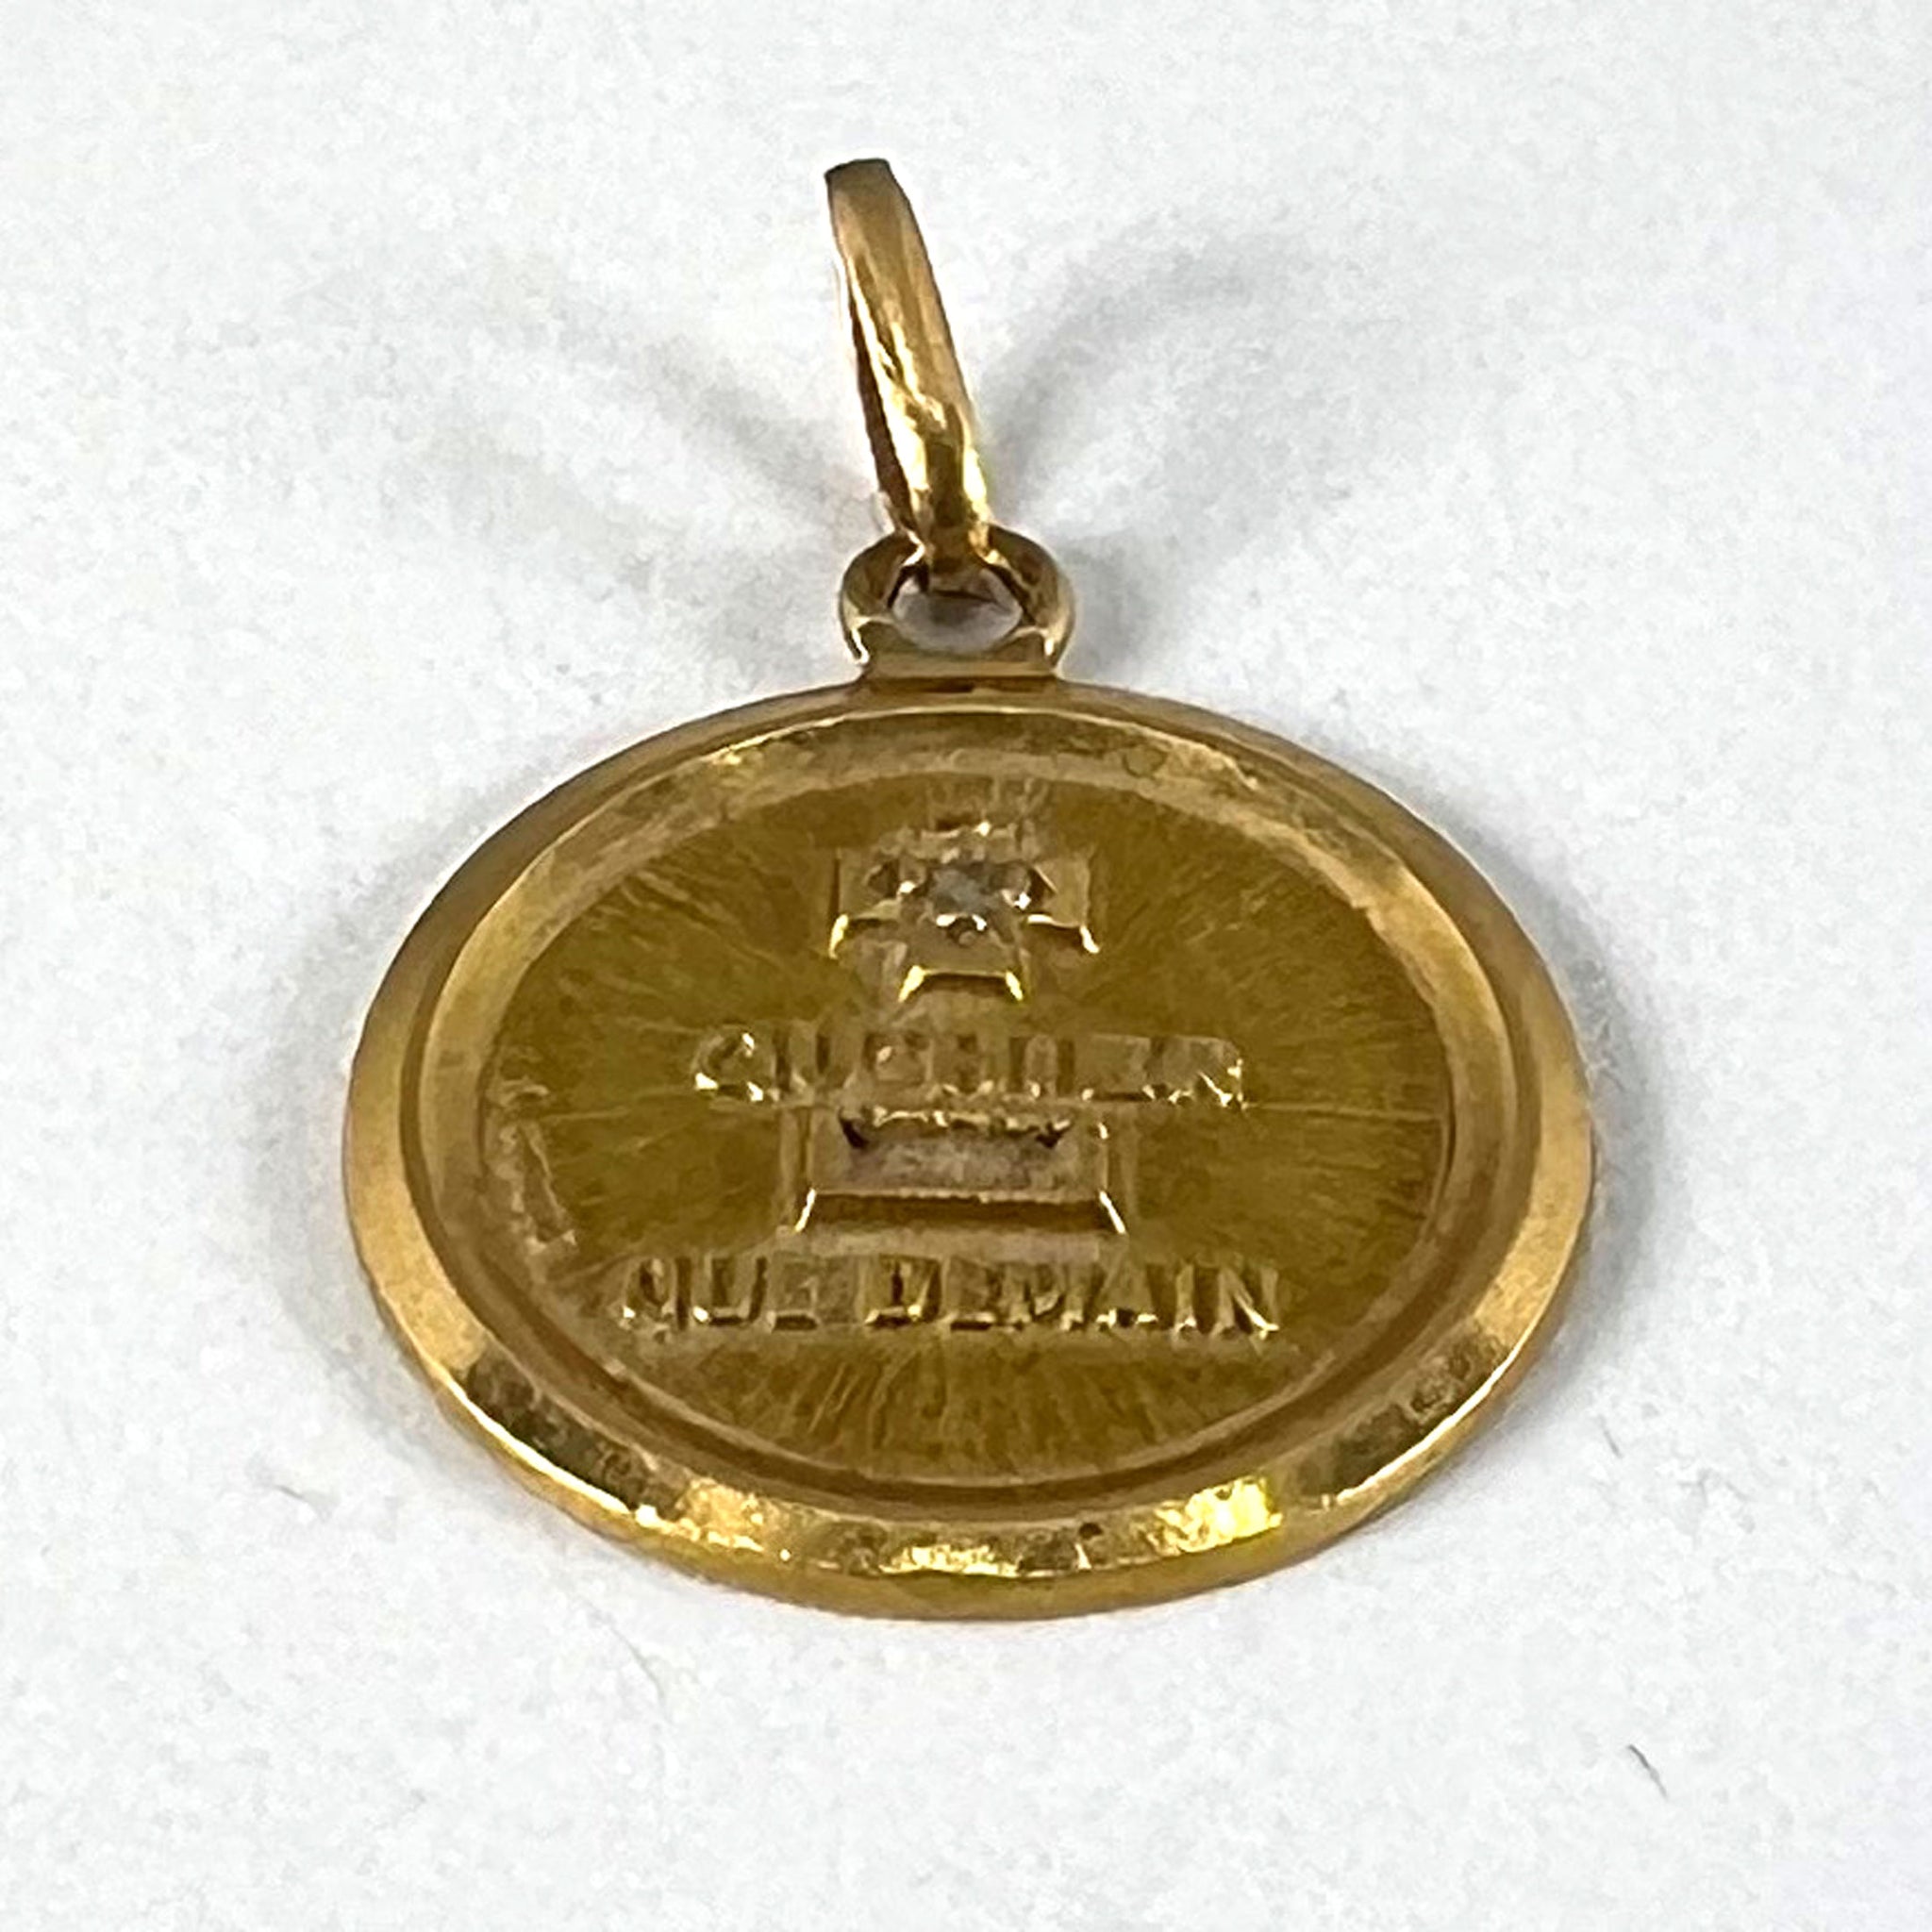 +
QU'HIER
-
QUE DEMAIN